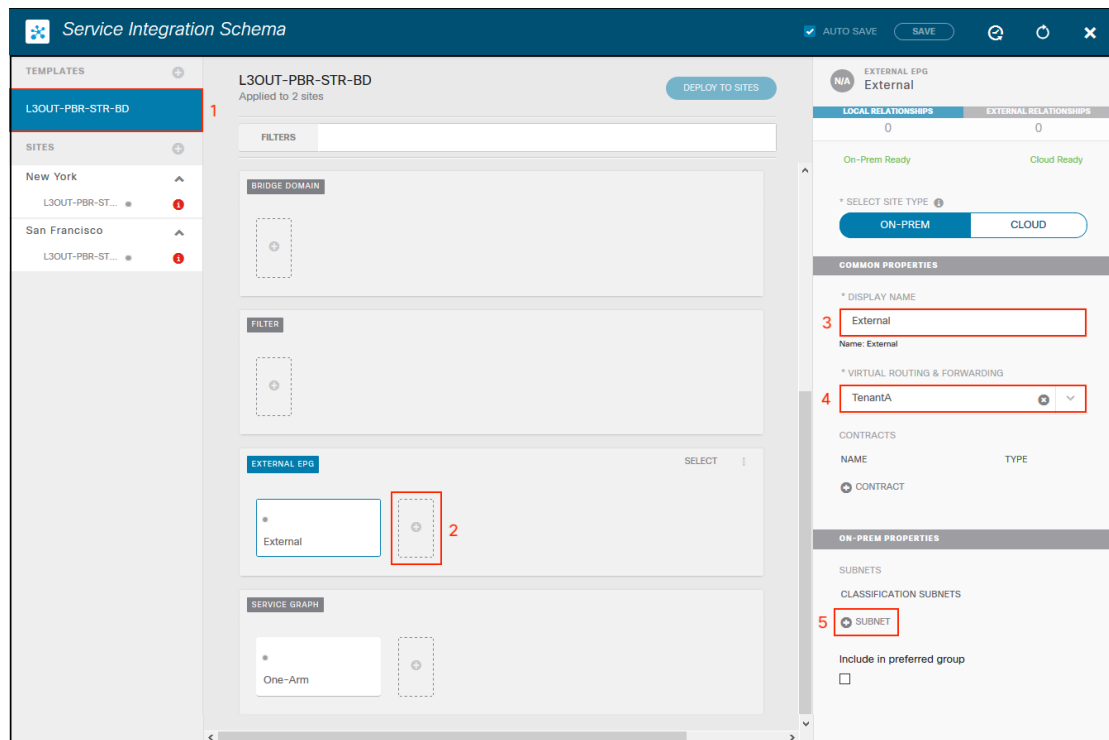 Service Integration Schema
AUTO SAVE
SAVE
TEMPLATES
L3OUT-PBR-STR-BD
1
SITES
New York
L3OUT-PBR-ST...
San Francisco
L3OUT-PBR-ST...
L3OUT-PBR-STR-BD
Applied to 2 sites
DEPLOY TO SITES
FILTERS
BRIDGE DOMAIN
FILTER
EXTERNAL EPG
SELECT
External
2
SERVICE GRAPH
One-Arm
N/A
EXTERNAL EPG
External
LOCAL RELATIONSHIPS
EXTERNAL RELATIONSHIPS
0
0
On-Prem Ready
Cloud Ready
* SELECT SITE TYPE
ON-PREM
CLOUD
COMMON PROPERTIES
* DISPLAY NAME
3
External
Name: External
* VIRTUAL ROUTING & FORWARDING
4
TenantA
CONTRACTS
NAME
TYPE
CONTRACT
ON-PREM PROPERTIES
SUBNETS
CLASSIFICATION SUBNETS
5
SUBNET
Include in preferred group